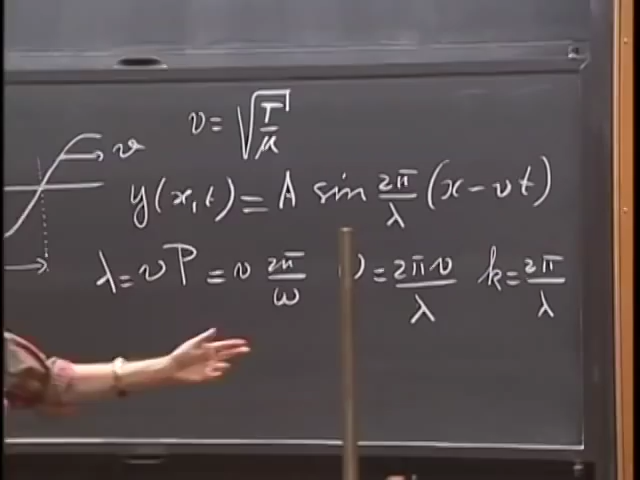 v = √(T/μ)
v
y(x,t) = A sin 2π/λ (x - vt)
λ = vP = v 2π/ω = 2πv/λ k = 2π/λ